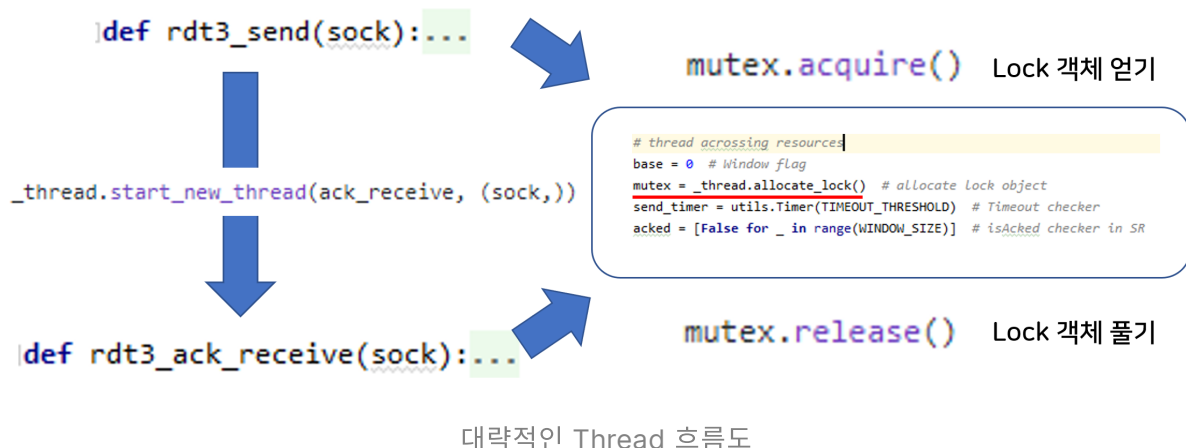 def rdt3_send(sock):...
mutex.acquire() Lock 객체 얻기
# thread acrossing resources
base = 0 # Window flag
mutex = _thread.allocate_lock() # allocate lock object
send_timer = utils.Timer(TIMEOUT_THRESHOLD) # Timeout checker
acked = [False for _ in range(WINDOW_SIZE)] # isAcked checker in SR
_thread.start_new_thread(ack_receive, (sock,))
mutex.release() Lock 객체 풀기
def rdt3_ack_receive(sock):...
대략적인 Thread 흐름도